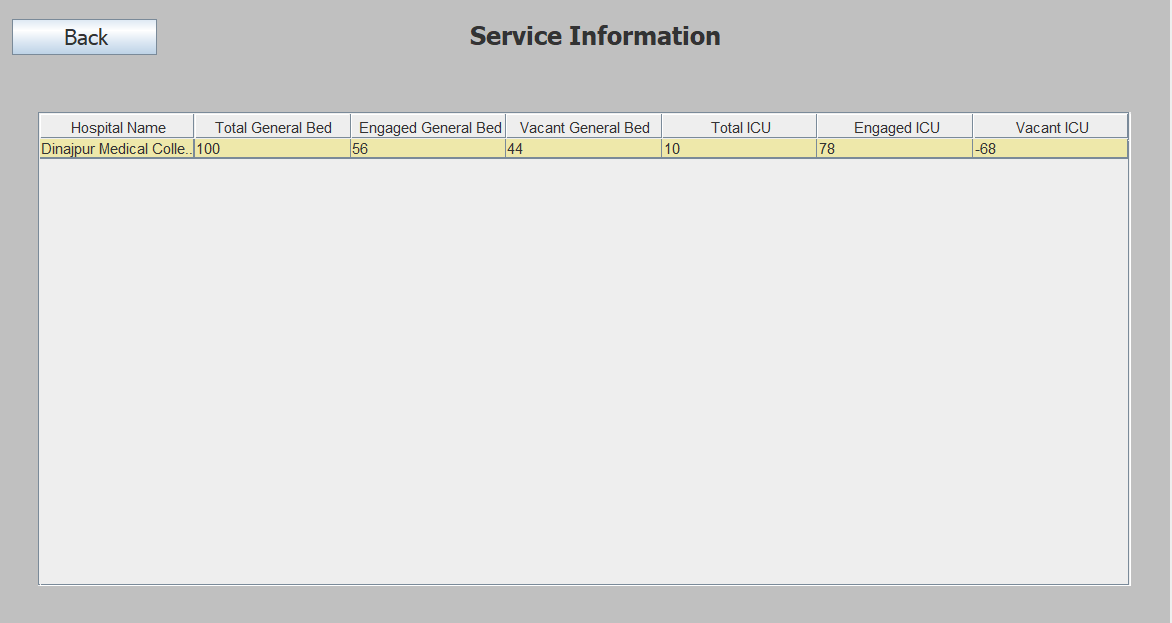 Back
Service Information
Hospital Name Total General Bed Engaged General Bed Vacant General Bed Total ICU Engaged ICU Vacant ICU
Dinajpur Medical Colle... 100 56 44 10 78 -68